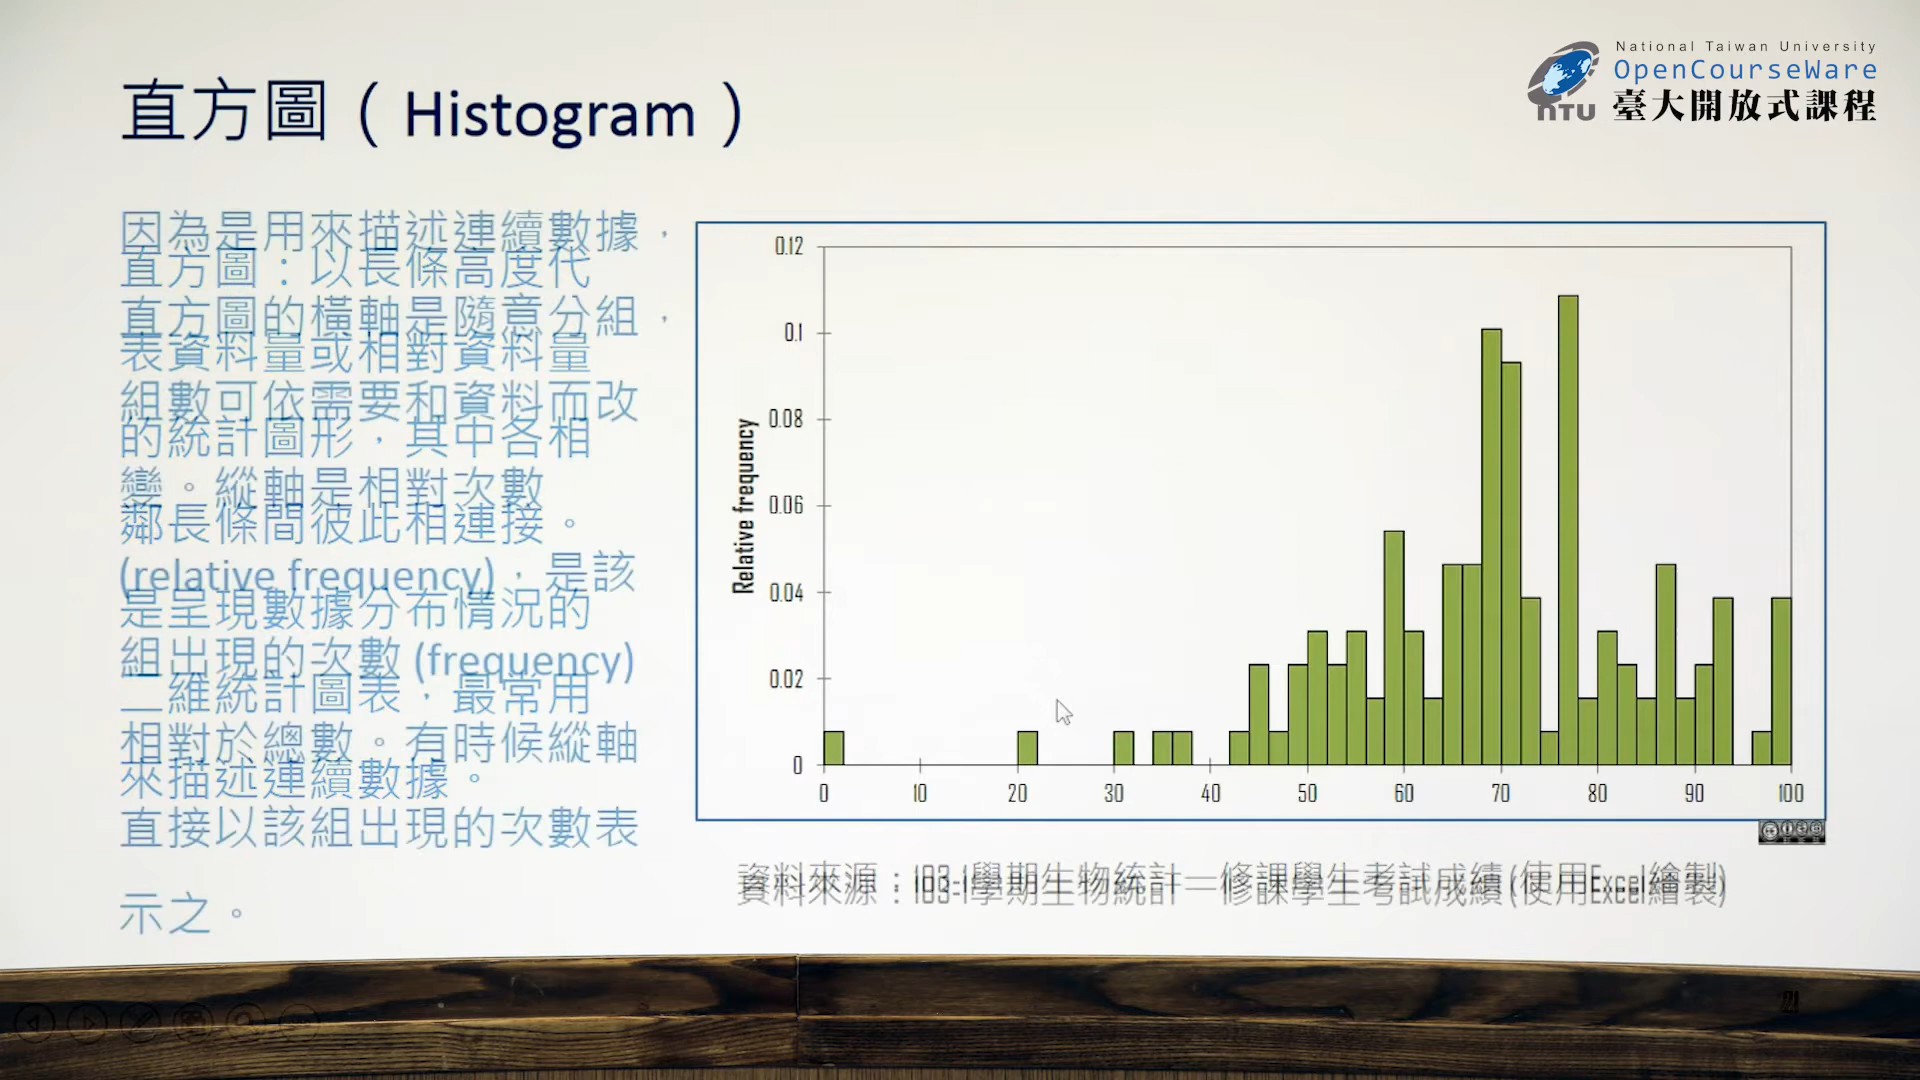 National Taiwan University
OpenCourseWare
NTU 臺大開放式課程
直方圖（Histogram）
因為是用來描述連續數據，
直方圖的橫軸是隨意分組，
組數可依需要和資料而改
變。縱軸是相對次數
(relative frequency)，是該
組出現的次數 (frequency)
相對於總數。有時候縱軸
直接以該組出現的次數表
示之。
直方圖：以長條高度代
表資料量或相對資料量
的統計圖形，其中各相
鄰長條間彼此相連接。
是呈現數據分布情況的
二維統計圖表，最常用
來描述連續數據。
Relative frequency
0.12
0.1
0.08
0.06
0.04
0.02
0
0 10 20 30 40 50 60 70 80 90 100
資料來源：103-1學期生物統計一修課學生考試成績(使用Excel繪製)